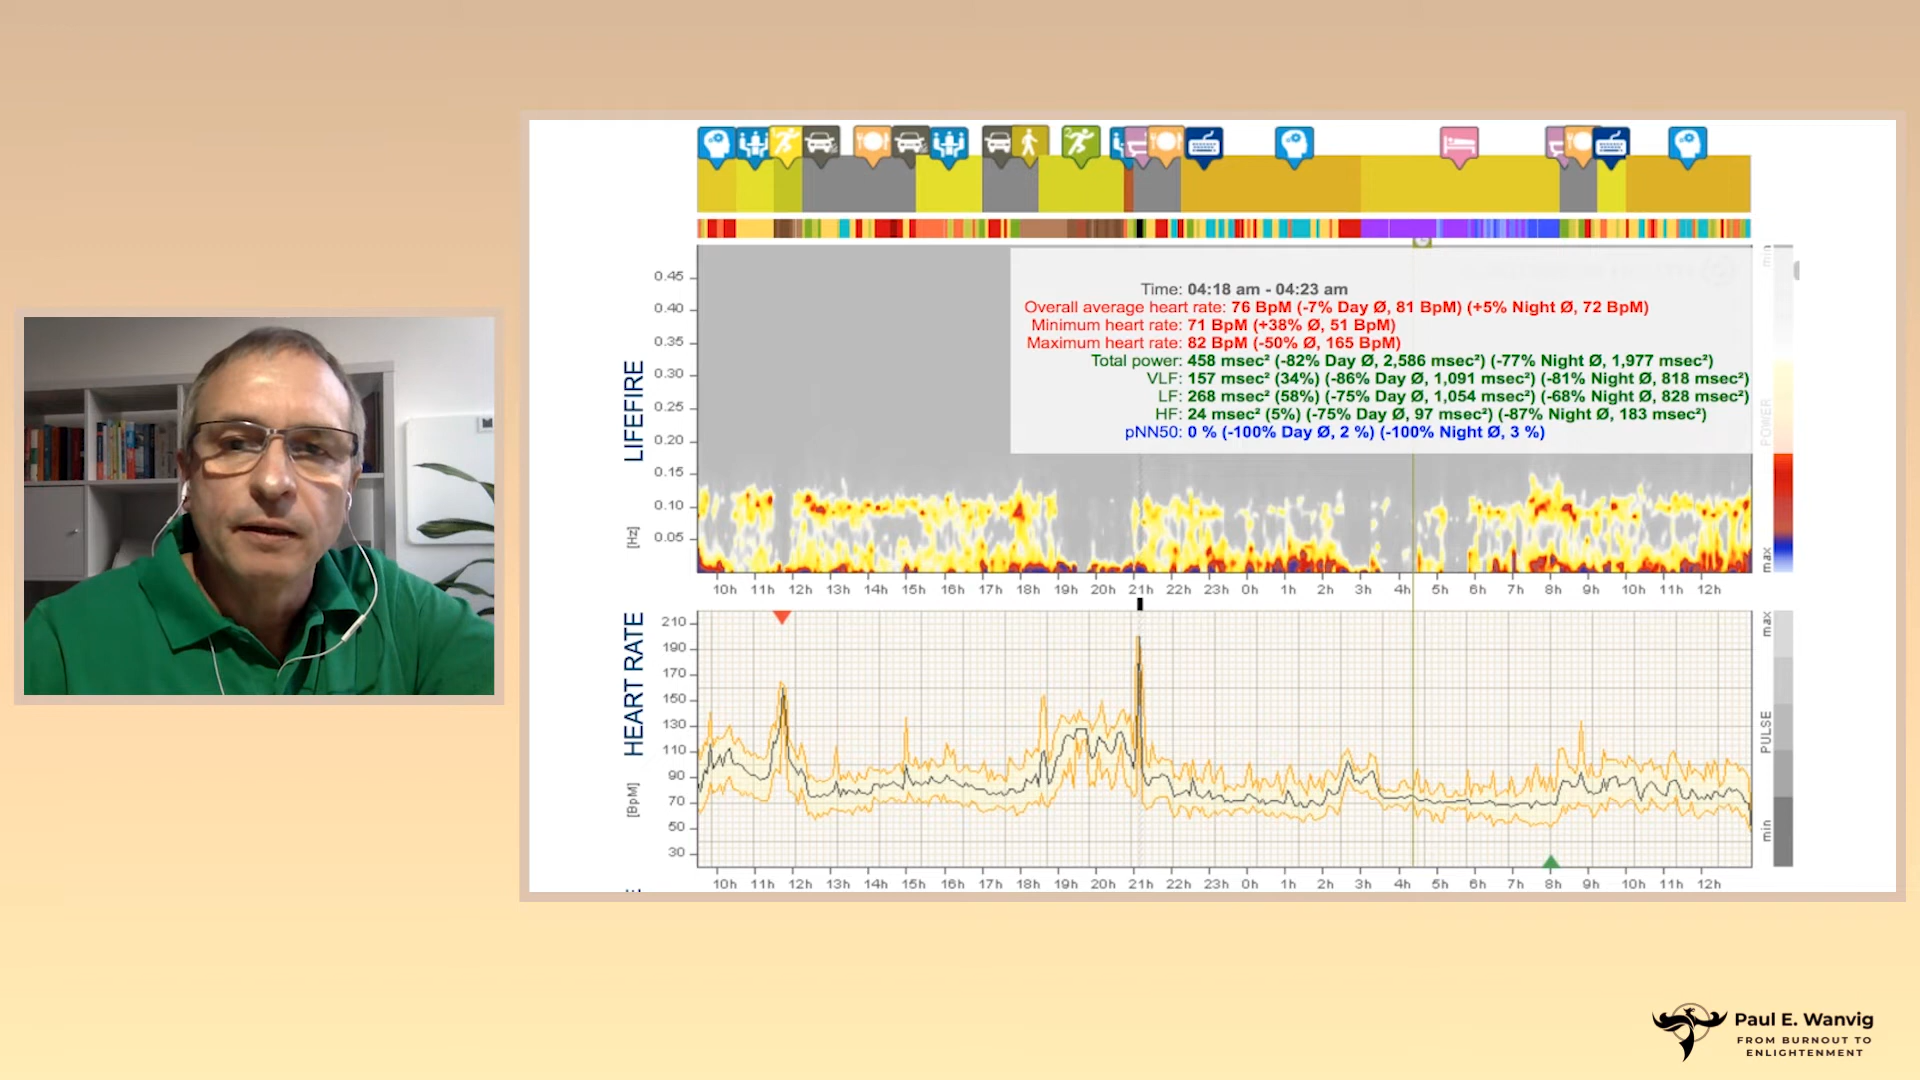 Time: 04:18 am - 04:23 am
Overall average heart rate: 76 BpM (-7% Day Ø, 81 BpM) (+5% Night Ø, 72 BpM)
Minimum heart rate: 71 BpM (+38% Ø, 51 BpM)
Maximum heart rate: 82 BpM (-50% Ø, 165 BpM)
Total power: 458 msec² (-82% Day Ø, 2,586 msec²) (-77% Night Ø, 1,977 msec²)
VLF: 157 msec² (34%) (-86% Day Ø, 1,091 msec²) (-81% Night Ø, 818 msec²)
LF: 268 msec² (58%) (-75% Day Ø, 1,054 msec²) (-68% Night Ø, 828 msec²)
HF: 24 msec² (5%) (-75% Day Ø, 97 msec²) (-87% Night Ø, 183 msec²)
pNN50: 0 % (-100% Day Ø, 2 %) (-100% Night Ø, 3 %)
LIFEFIRE
[Hz]
0.45
0.40
0.35
0.30
0.25
0.20
0.15
0.10
0.05
min
POWER
max
10h 11h 12h 13h 14h 15h 16h 17h 18h 19h 20h 21h 22h 23h 0h 1h 2h 3h 4h 5h 6h 7h 8h 9h 10h 11h 12h
HEART RATE
[BpM]
210
190
170
150
130
110
90
70
50
30
max
PULSE
min
10h 11h 12h 13h 14h 15h 16h 17h 18h 19h 20h 21h 22h 23h 0h 1h 2h 3h 4h 5h 6h 7h 8h 9h 10h 11h 12h
Paul E. Wanvig
FROM BURNOUT TO
ENLIGHTENMENT